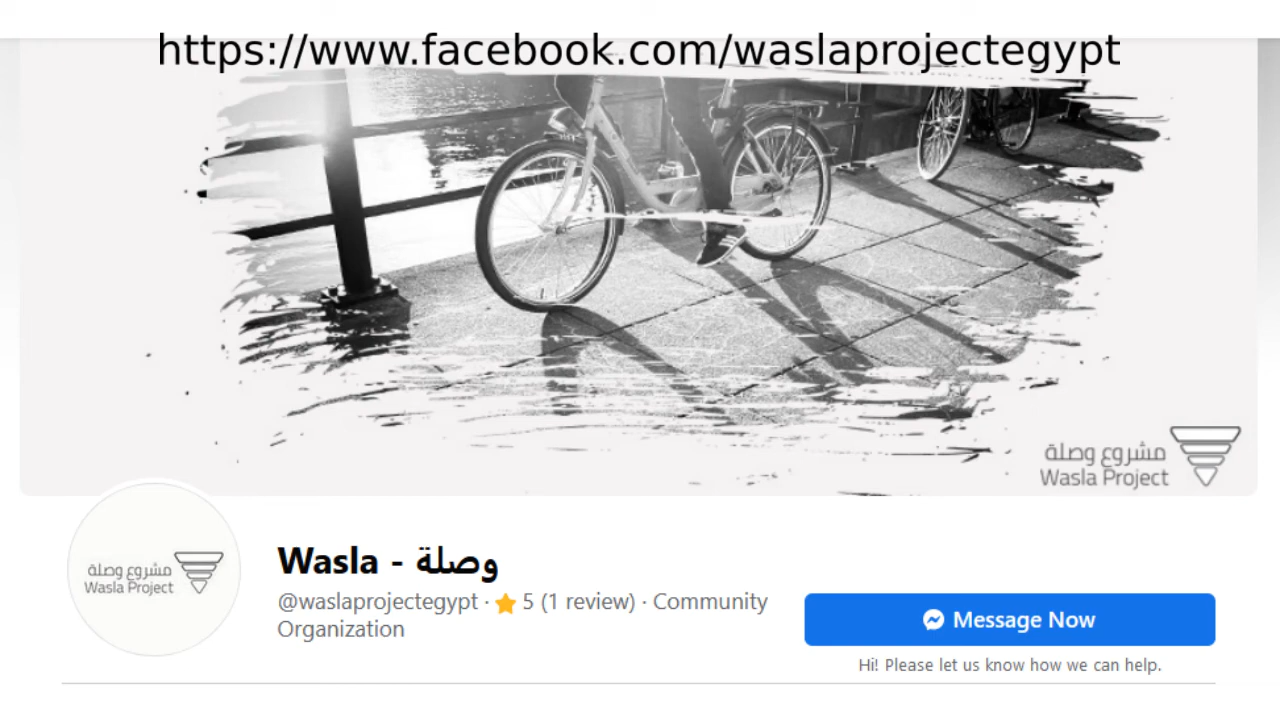 https://www.facebook.com/waslaprojectegypt
مشروع وصلة
Wasla Project
مشروع وصلة
Wasla Project
Wasla - وصلة
@waslaprojectegypt · ⭐ 5 (1 review) · Community
Organization
Message Now
Hi! Please let us know how we can help.